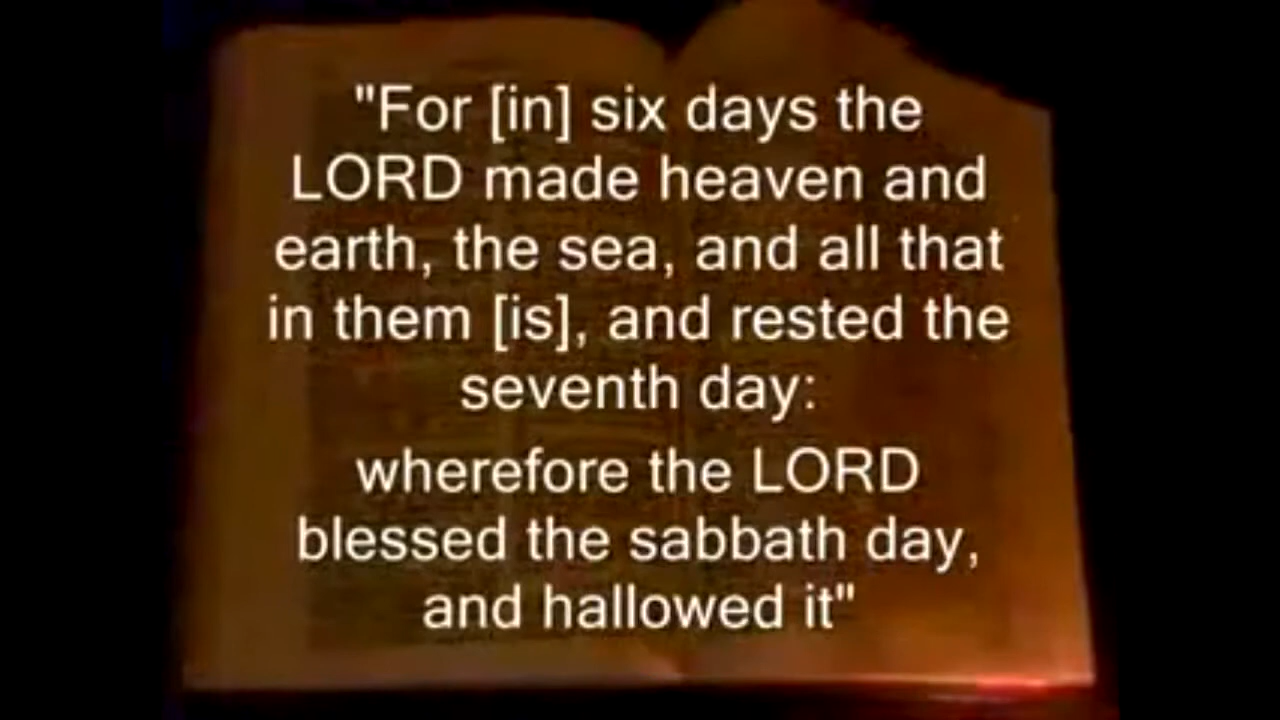 "For [in] six days the
LORD made heaven and
earth, the sea, and all that
in them [is], and rested the
seventh day:
wherefore the LORD
blessed the sabbath day,
and hallowed it"